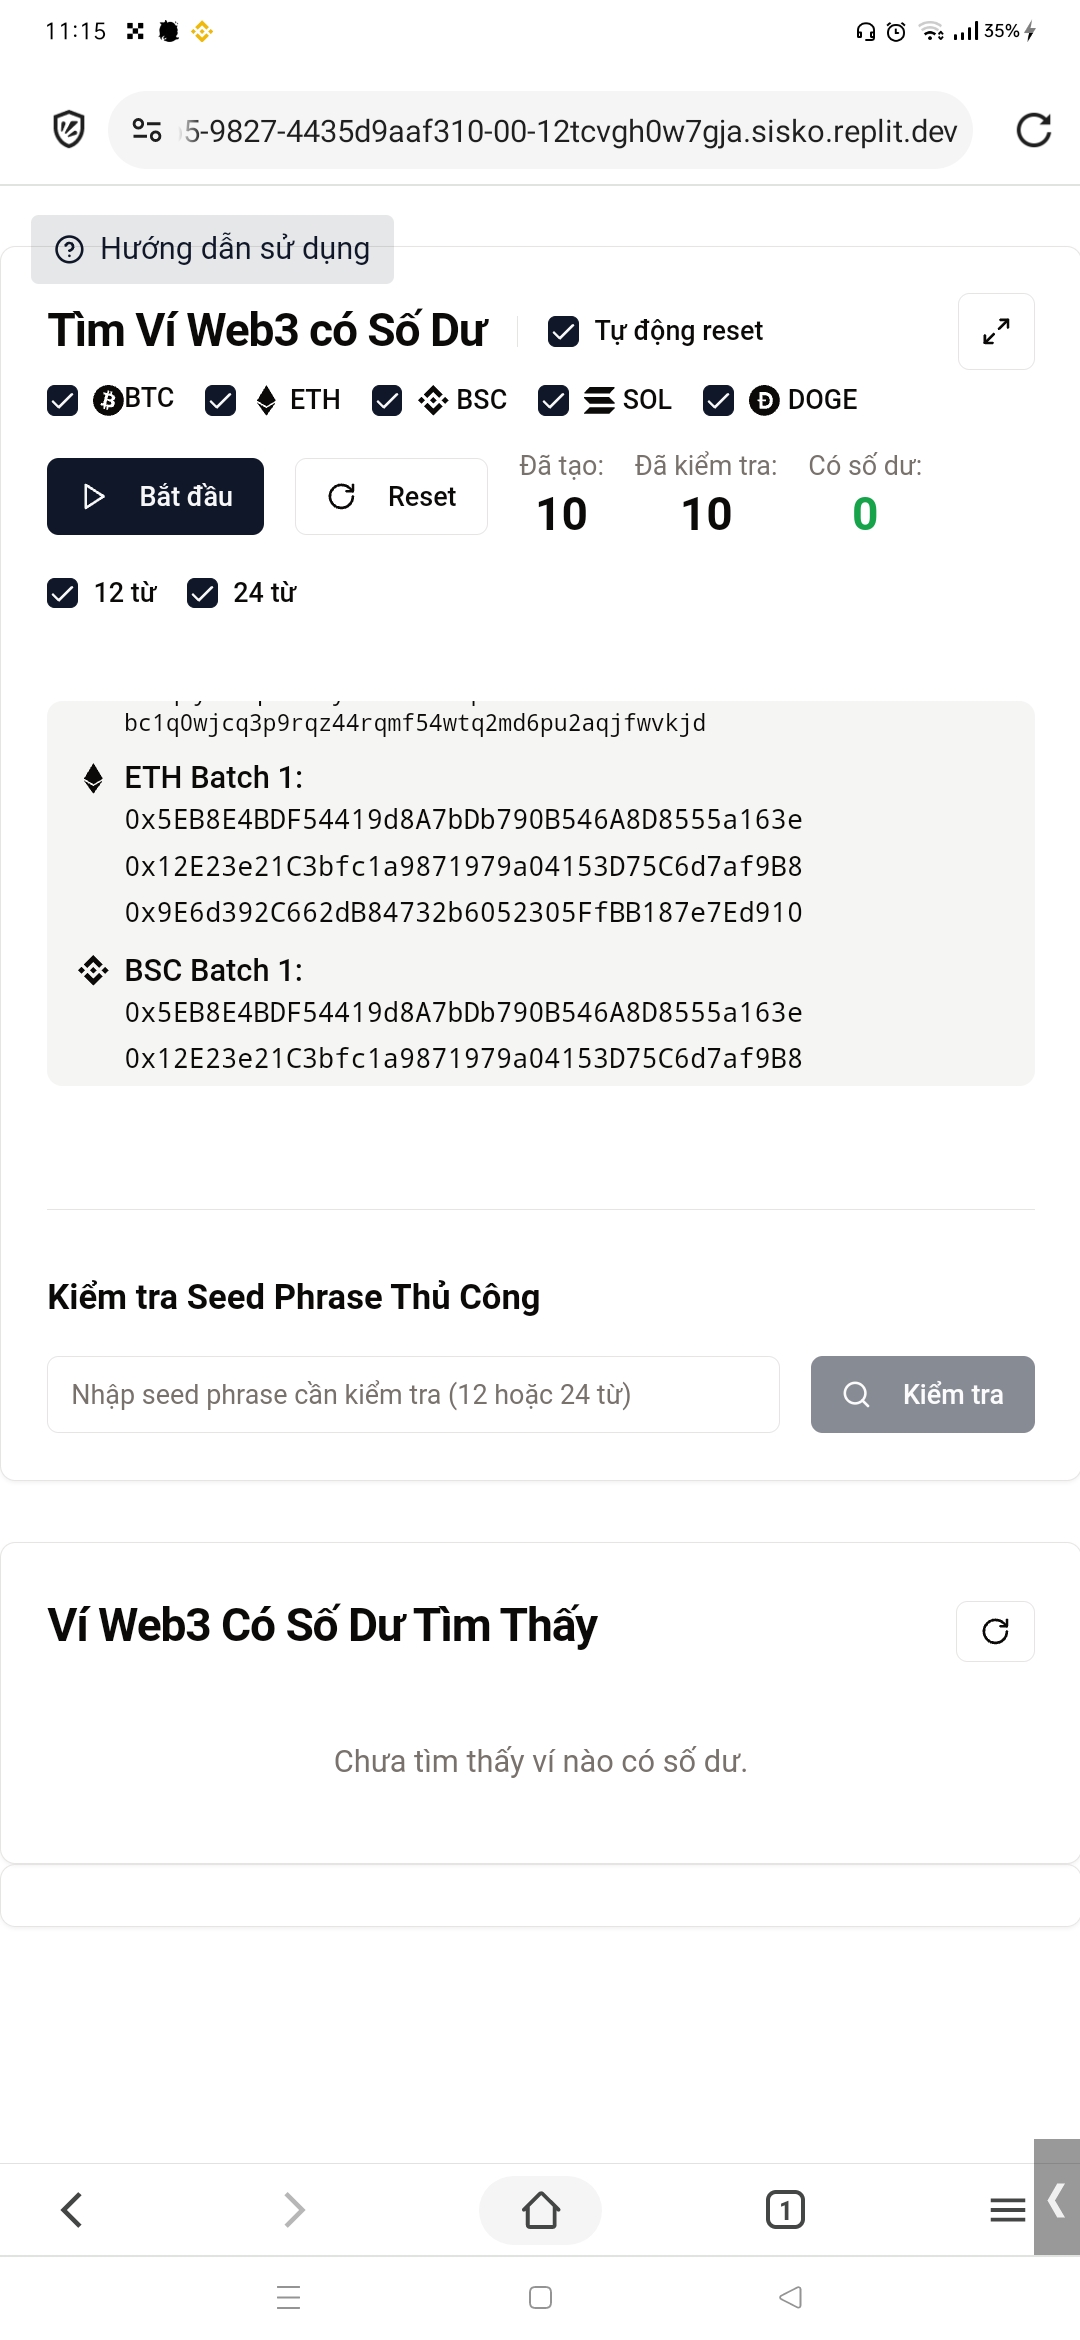 11:15
35%
5-9827-4435d9aaf310-00-12tcvgh0w7gja.sisko.replit.dev
Hướng dẫn sử dụng
Tìm Ví Web3 có Số Dư
Tự động reset
BTC ETH BSC SOL DOGE
Bắt đầu
Reset
Đã tạo: Đã kiểm tra: Có số dư:
10 10 0
12 từ 24 từ
bc1q0wjcq3p9rqz44rqmf54wtq2md6pu2aqjfwvkjd
ETH Batch 1:
0x5EB8E4BDF54419d8A7bDb790B546A8D8555a163e
0x12E23e21C3bfc1a9871979a04153D75C6d7af9B8
0x9E6d392C662dB84732b6052305FfBB187e7Ed910
BSC Batch 1:
0x5EB8E4BDF54419d8A7bDb790B546A8D8555a163e
0x12E23e21C3bfc1a9871979a04153D75C6d7af9B8
Kiểm tra Seed Phrase Thủ Công
Nhập seed phrase cần kiểm tra (12 hoặc 24 từ)
Kiểm tra
Ví Web3 Có Số Dư Tìm Thấy
Chưa tìm thấy ví nào có số dư.
1